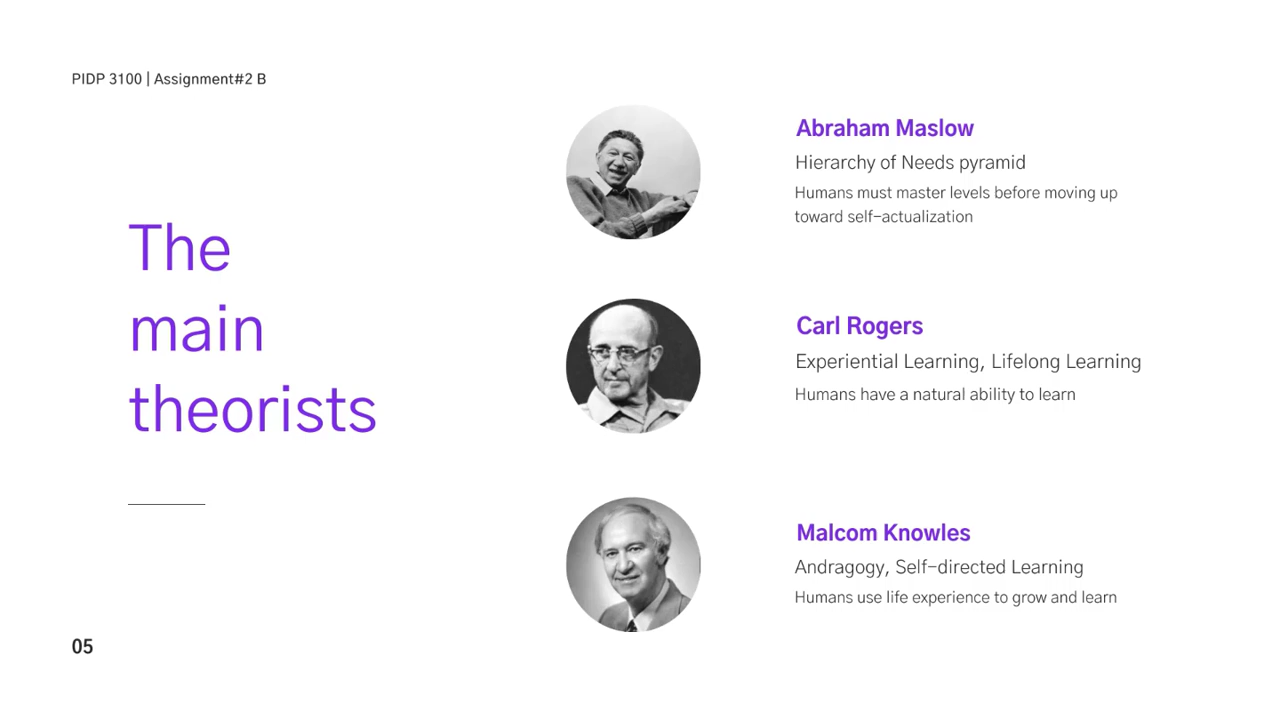 PIDP 3100 | Assignment#2 B
The
main
theorists
Abraham Maslow
Hierarchy of Needs pyramid
Humans must master levels before moving up
toward self-actualization
Carl Rogers
Experiential Learning, Lifelong Learning
Humans have a natural ability to learn
Malcom Knowles
Andragogy, Self-directed Learning
Humans use life experience to grow and learn
05